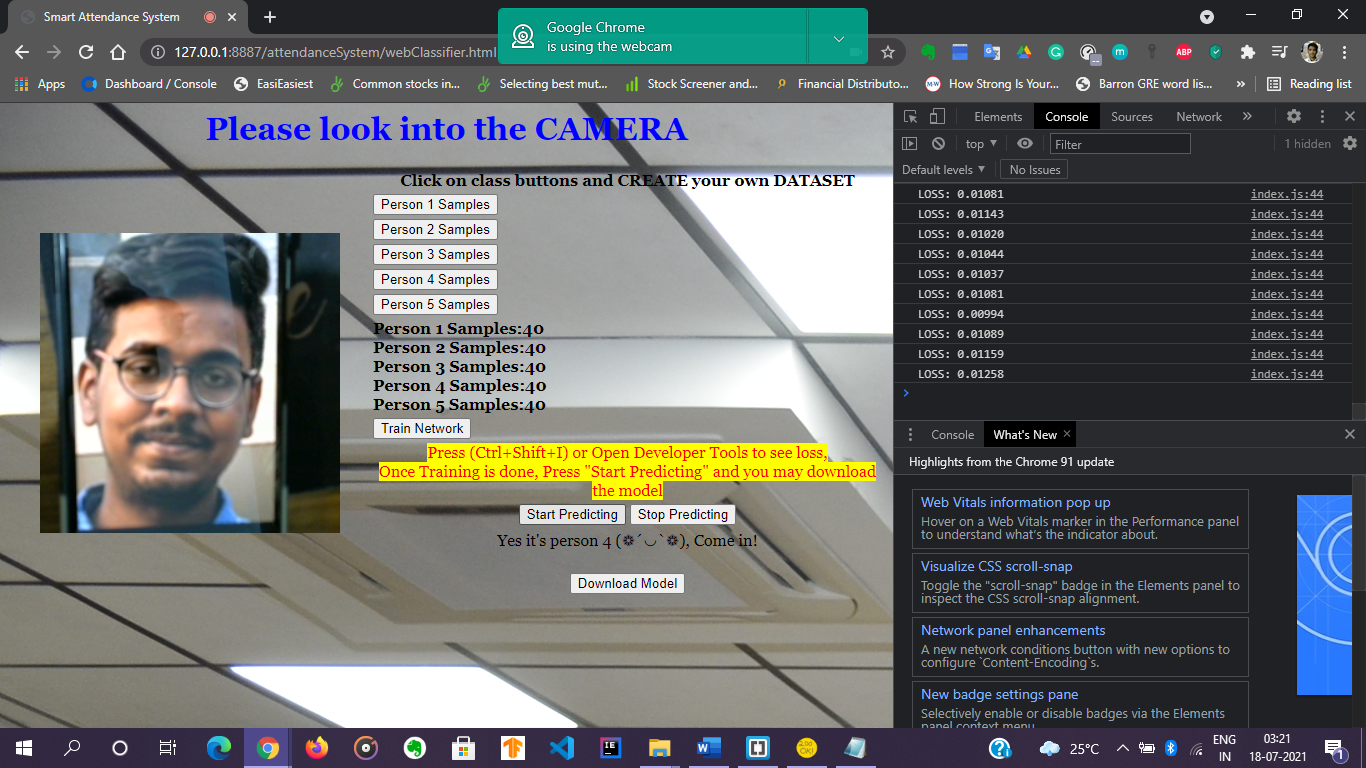 Smart Attendance System
Google Chrome
is using the webcam
127.0.0.1:8887/attendanceSystem/webClassifier.html
ABP
Apps
Dashboard / Console
EasiEasiest
Common stocks in...
Selecting best mut...
Stock Screener and...
Financial Distributo...
How Strong Is Your...
Barron GRE word lis...
Reading list
Please look into the CAMERA
Click on class buttons and CREATE your own DATASET
Person 1 Samples
Person 2 Samples
Person 3 Samples
Person 4 Samples
Person 5 Samples
Person 1 Samples:40
Person 2 Samples:40
Person 3 Samples:40
Person 4 Samples:40
Person 5 Samples:40
Train Network
Press (Ctrl+Shift+I) or Open Developer Tools to see loss,
Once Training is done, Press "Start Predicting" and you may download
the model
Start Predicting Stop Predicting
Yes it's person 4 (❁´◡`❁), Come in!
Download Model
Elements Console Sources Network »
top Filter 1 hidden
Default levels No Issues
LOSS: 0.01081 index.js:44
LOSS: 0.01143 index.js:44
LOSS: 0.01020 index.js:44
LOSS: 0.01044 index.js:44
LOSS: 0.01037 index.js:44
LOSS: 0.01081 index.js:44
LOSS: 0.00994 index.js:44
LOSS: 0.01089 index.js:44
LOSS: 0.01159 index.js:44
LOSS: 0.01258 index.js:44
Console What's New
Highlights from the Chrome 91 update
Web Vitals information pop up
Hover on a Web Vitals marker in the Performance panel
to understand what's the indicator about.
Visualize CSS scroll-snap
Toggle the "scroll-snap" badge in the Elements panel to
inspect the CSS scroll-snap alignment.
Network panel enhancements
A new network conditions button with new options to
configure `Content-Encoding`s.
New badge settings pane
Selectively enable or disable badges via the Elements
panel context menu.
25°C
ENG
IN
03:21
18-07-2021
1